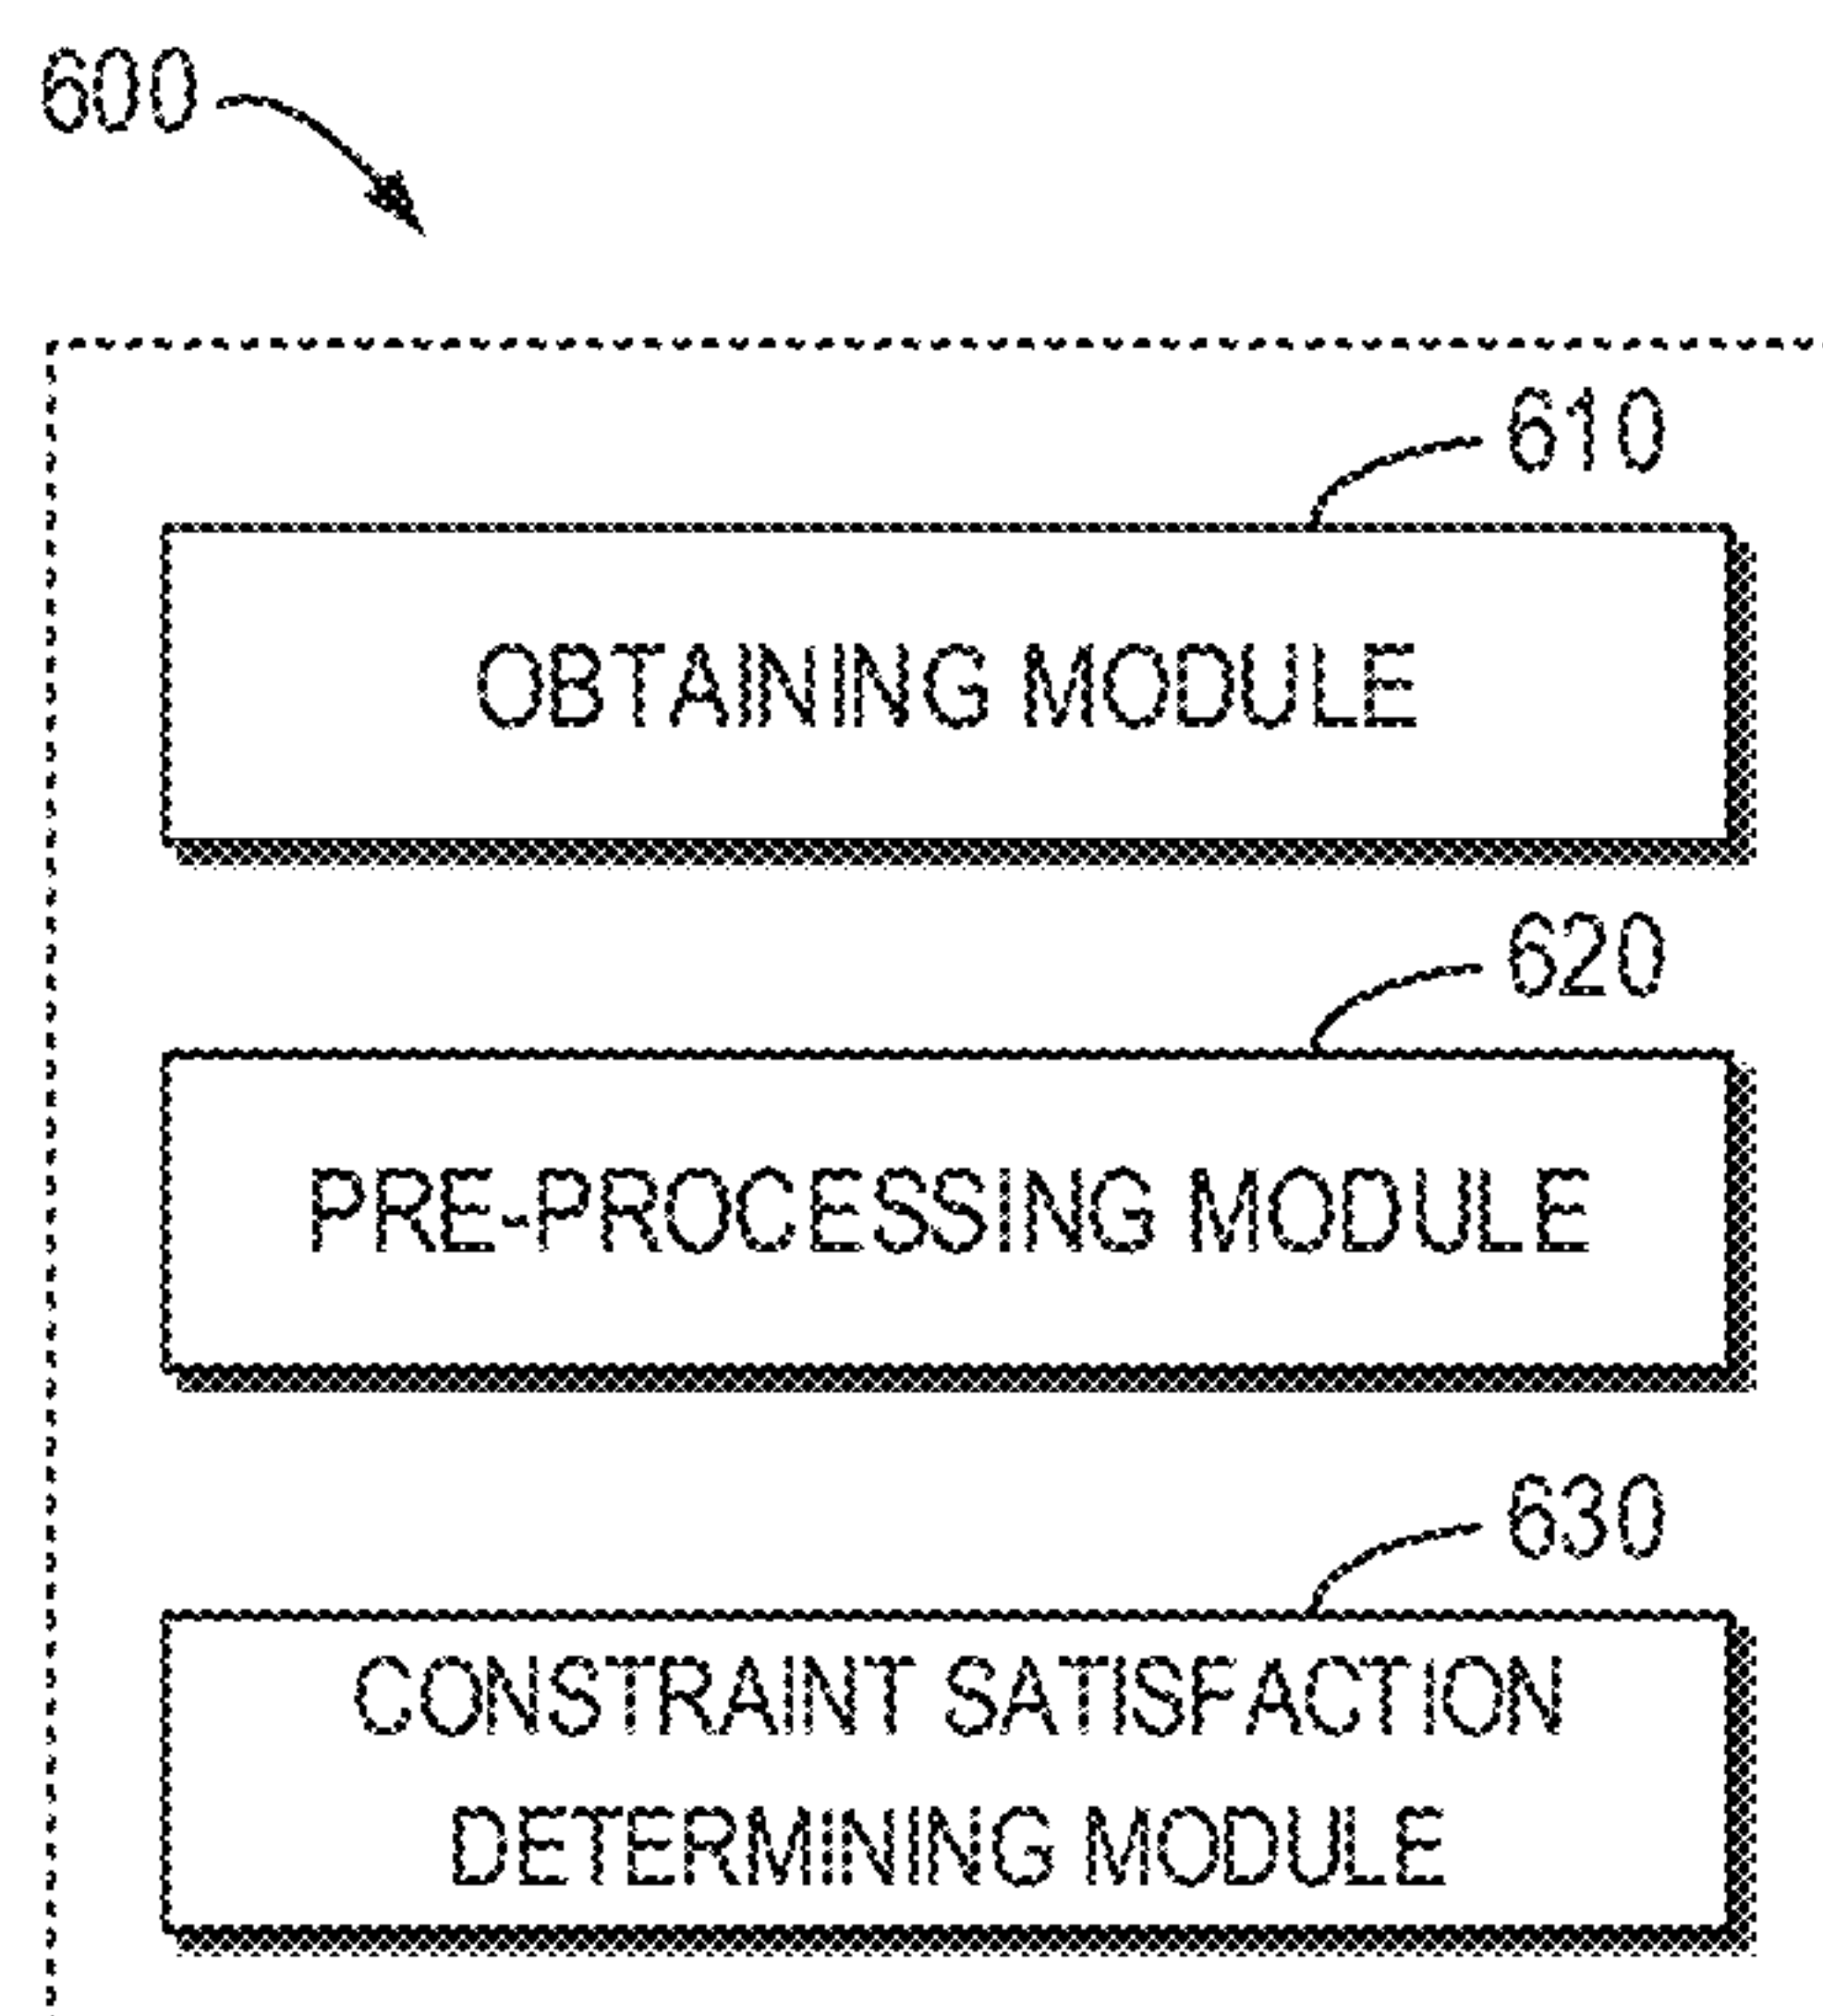 600
610
OBTAINING MODULE
620
PRE-PROCESSING MODULE
630
CONSTRAINT SATISFACTION
DETERMINING MODULE